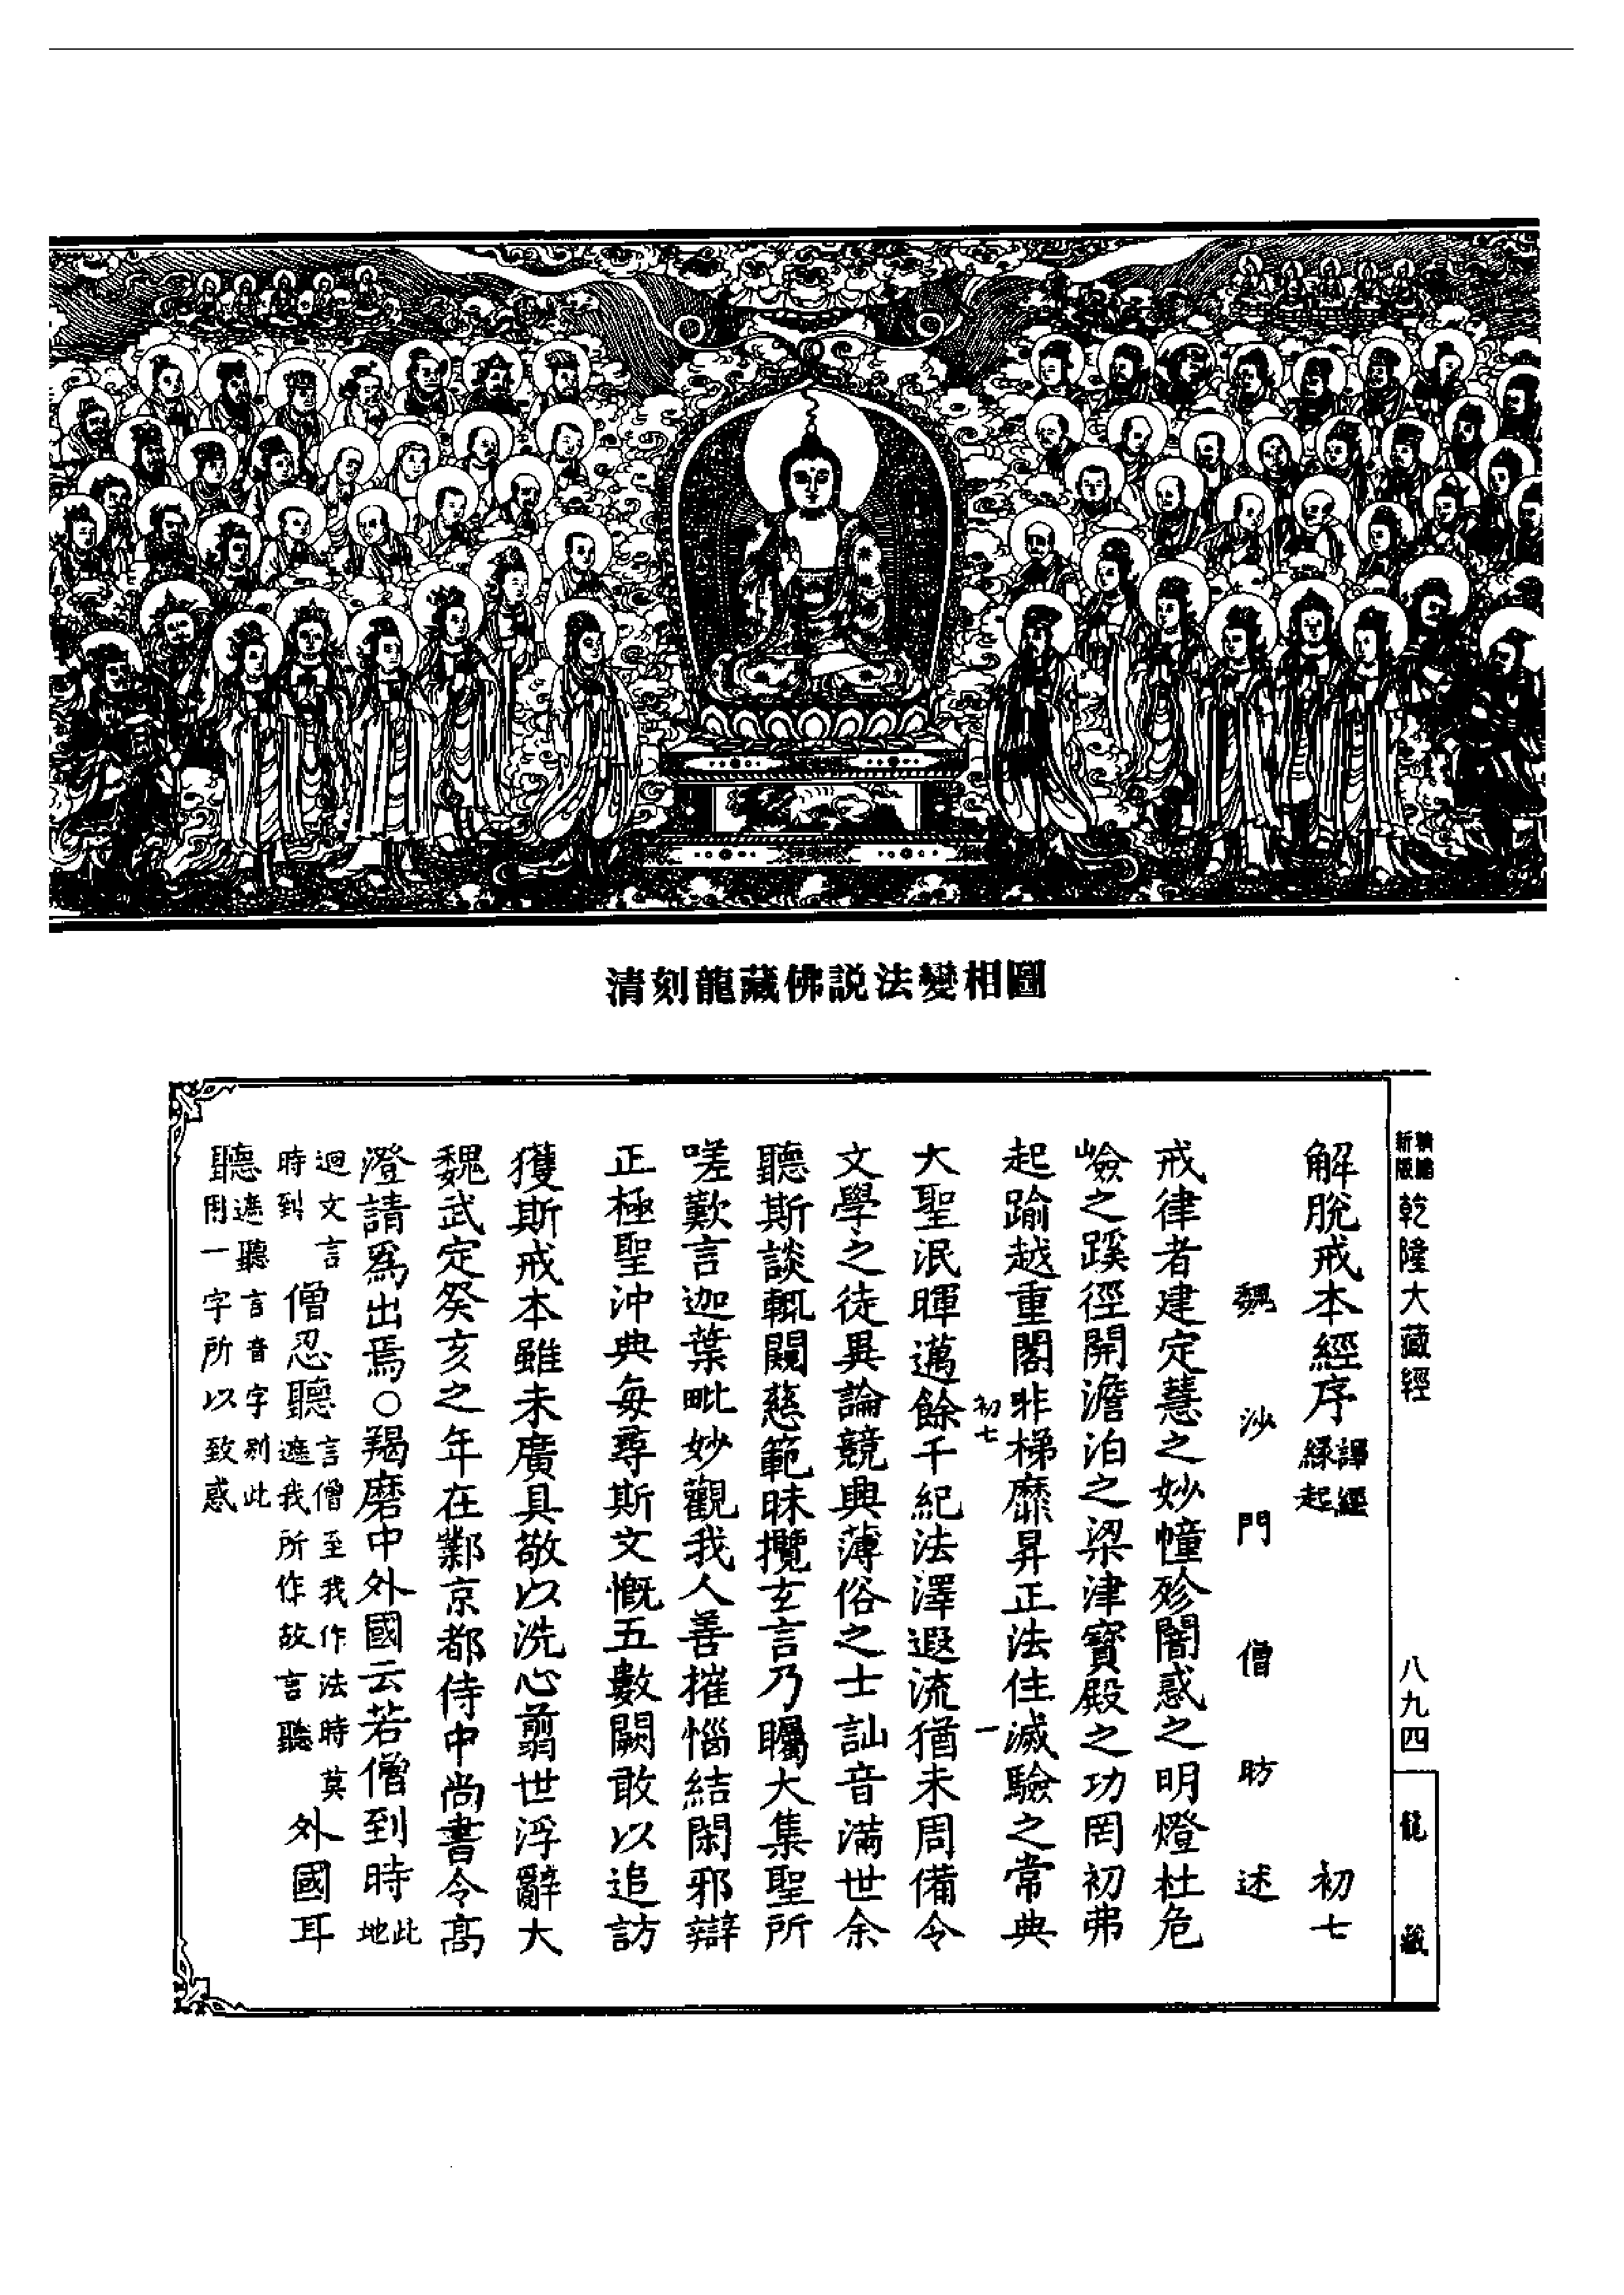 清刻龍藏佛説法變相圖
新版
精縮
乾隆大藏經
八九四
龍藏
解脫戒本經序 譯經緣起 初七
魏沙門僧昉述
戒律者建定慧之妙幢殄闇惑之明燈杜危
嶮之蹊徑開澹泊之梁津寶殿之功罔初弗
起踰越重閣非梯靡昇正法住滅驗之常典
初七 一
大聖泯暉邁餘千紀法澤遐流猶未周備令
文學之徒異論競典薄俗之士訕音滿世余
聽斯談輒闚慈範昧攬玄言乃矚大集聖所
嗟歎言迦葉毗妙觀我人善摧惱結閑邪辯
正極聖沖典每尋斯文慨五數闕敢以追訪
獲斯戒本雖未廣具敬以洗心翦世浮辭大
魏武定癸亥之年在鄴京都侍中尚書令高
澄請爲出焉○羯磨中外國云若僧到時 此地
迴文言時到 僧忍聽 言僧至我作法時莫遮我所作故言聽 外國耳
聽 遮聽言音字別此用一字所以致惑